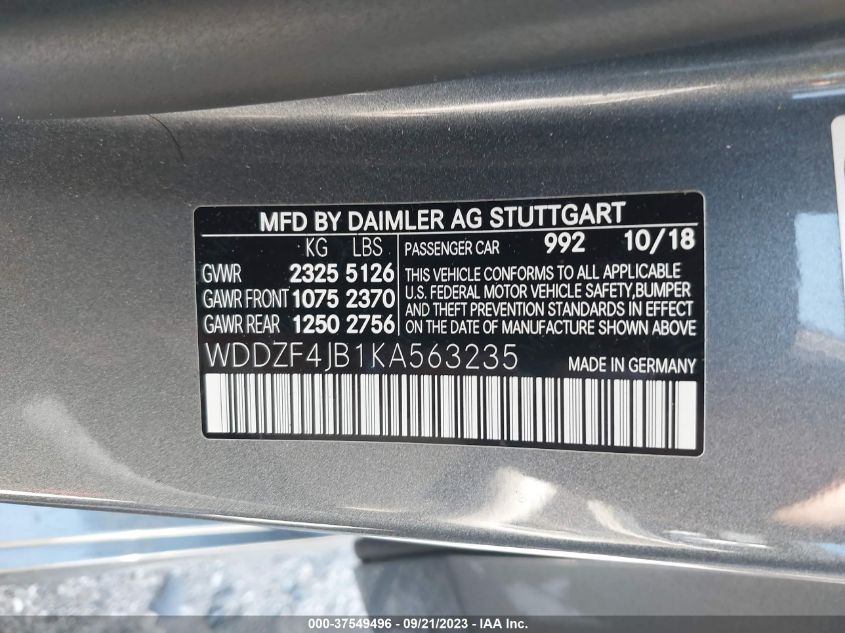 MFD BY DAIMLER AG STUTTGART
KG LBS
GVWR 2325 5126
GAWR FRONT 1075 2370
GAWR REAR 1250 2756
PASSENGER CAR 992 10/18
THIS VEHICLE CONFORMS TO ALL APPLICABLE
U.S. FEDERAL MOTOR VEHICLE SAFETY,BUMPER
AND THEFT PREVENTION STANDARDS IN EFFECT
ON THE DATE OF MANUFACTURE SHOWN ABOVE
WDDZF4JB1KA563235 MADE IN GERMANY
000-37549496 - 09/21/2023 - IAA Inc.